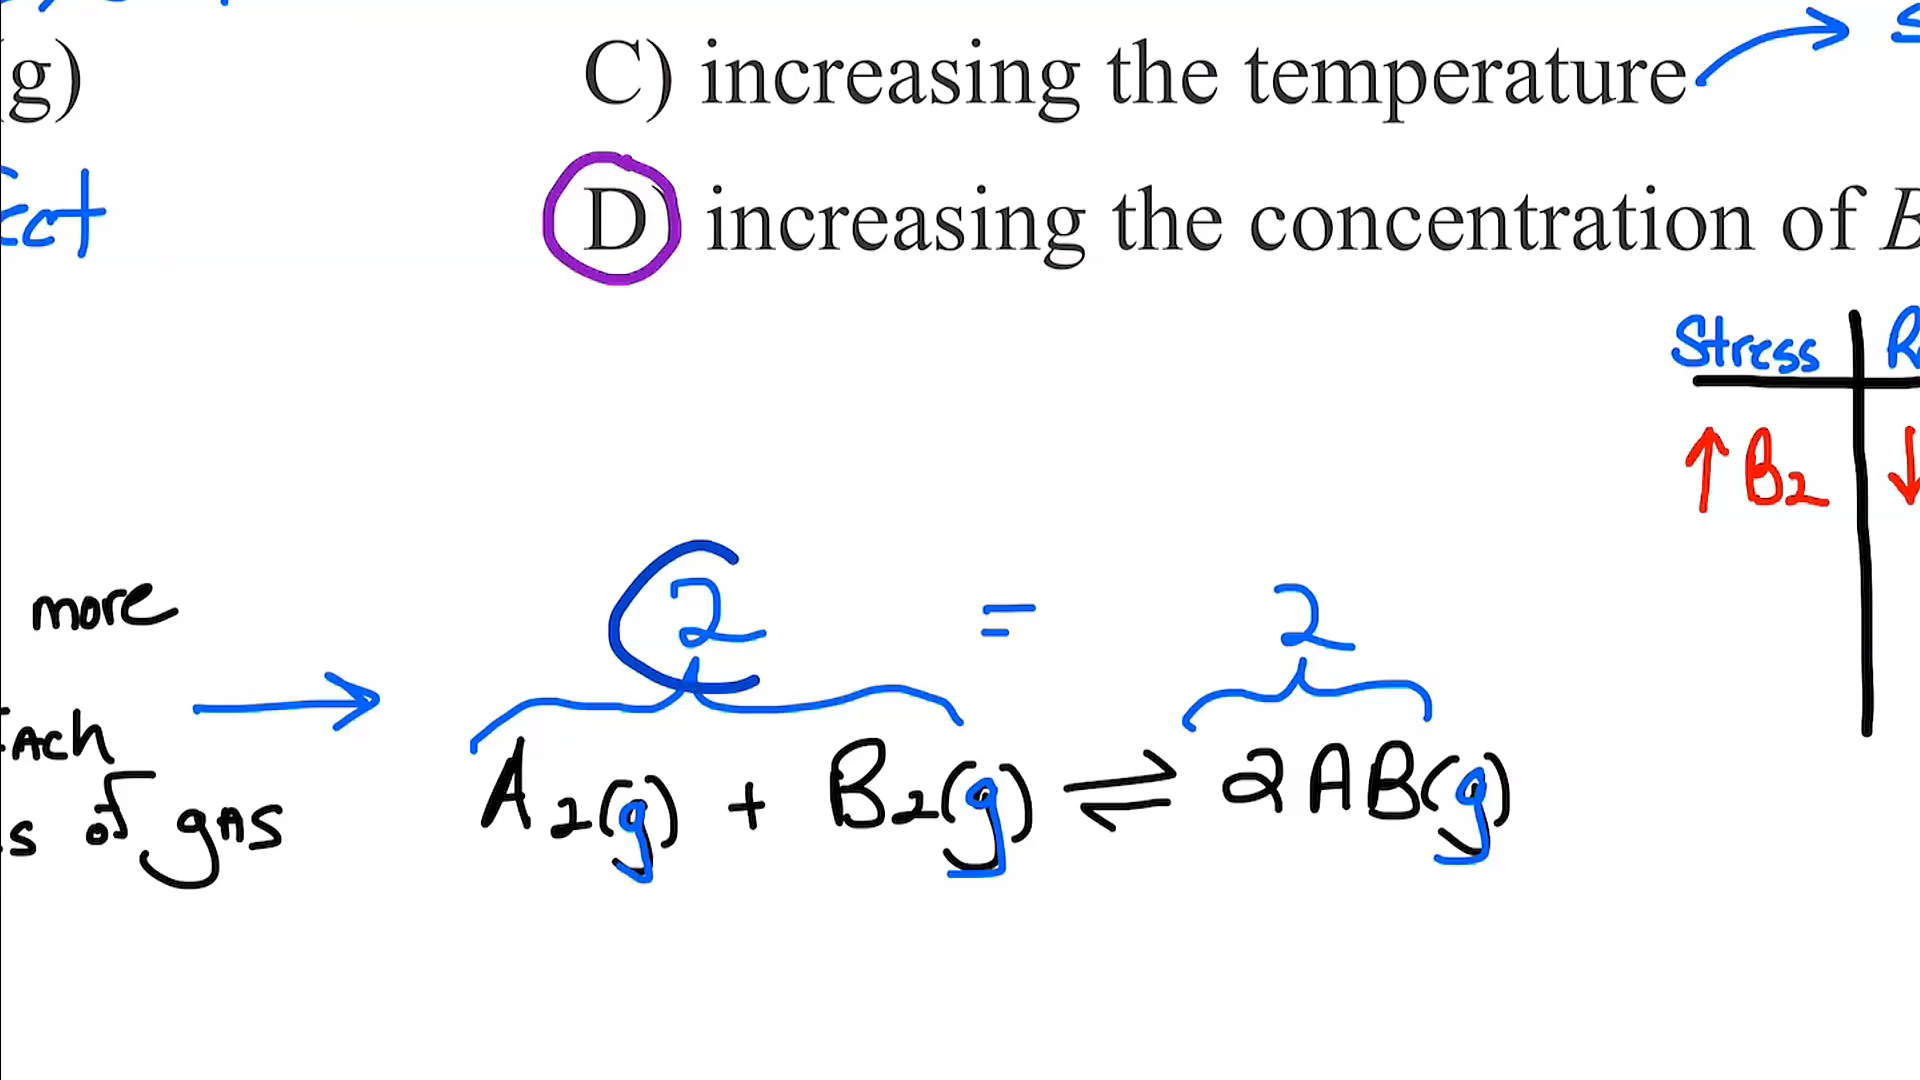 g)
C) increasing the temperature
D) increasing the concentration of
Stress
↑ B₂ ↓
more
2 = 2
EACH
A₂(g) + B₂(g) ⇌ 2AB(g)
s of gas